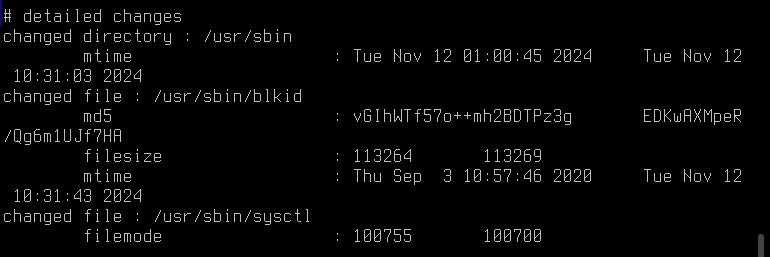 # detailed changes
changed directory : /usr/sbin
        mtime                    : Tue Nov 12 01:00:45 2024     Tue Nov 12
 10:31:03 2024
changed file : /usr/sbin/blkid
        md5                      : vGIhWTf57o++mh2BDTPz3g       EDKwAXMpeR
/Qg6m1UJf7HA
        filesize                 : 113264       113269
        mtime                    : Thu Sep  3 10:57:46 2020     Tue Nov 12
 10:31:43 2024
changed file : /usr/sbin/sysctl
        filemode                 : 100755       100700